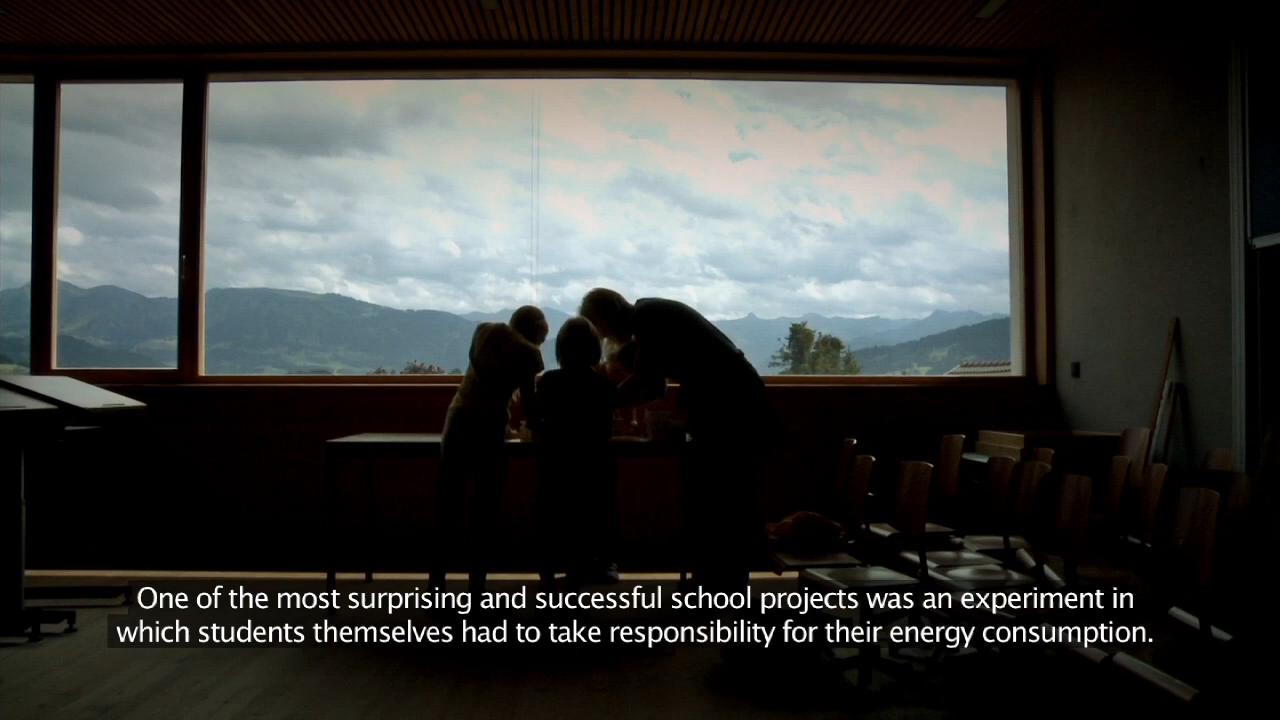 One of the most surprising and successful school projects was an experiment in
which students themselves had to take responsibility for their energy consumption.